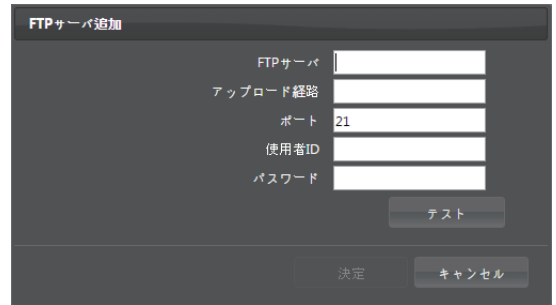 FTPサーバ追加
FTPサーバ
アップロード経路
ポート 21
使用者ID
パスワード
テスト
決定 キャンセル